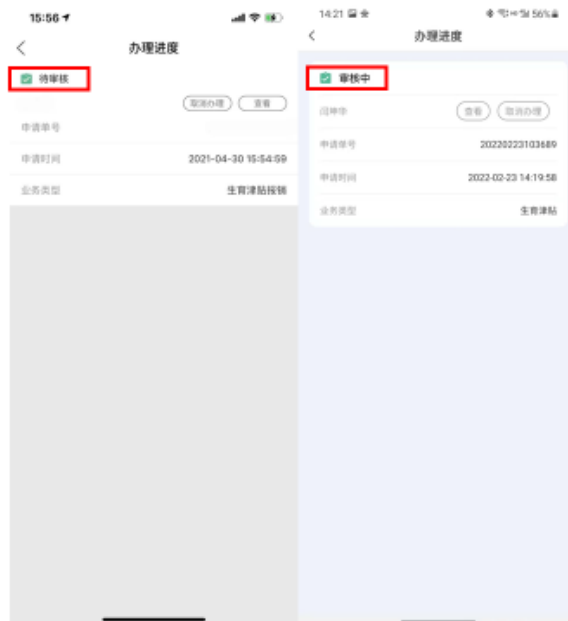 15:56
办理进度
待审核
取消办理 查看
申请单号
申请时间 2021-04-30 15:54:59
业务类型 生育津贴报销
14:21 56%
办理进度
审核中
闫坤华 查看 取消办理
申请单号 20220223103689
申请时间 2022-02-23 14:19:58
业务类型 生育津贴